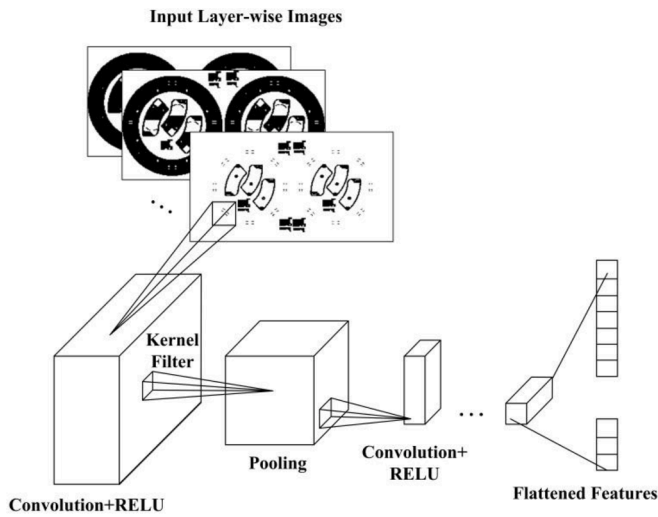 Input Layer-wise Images
Kernel
Filter
Pooling
Convolution+
RELU
Convolution+RELU
Flattened Features